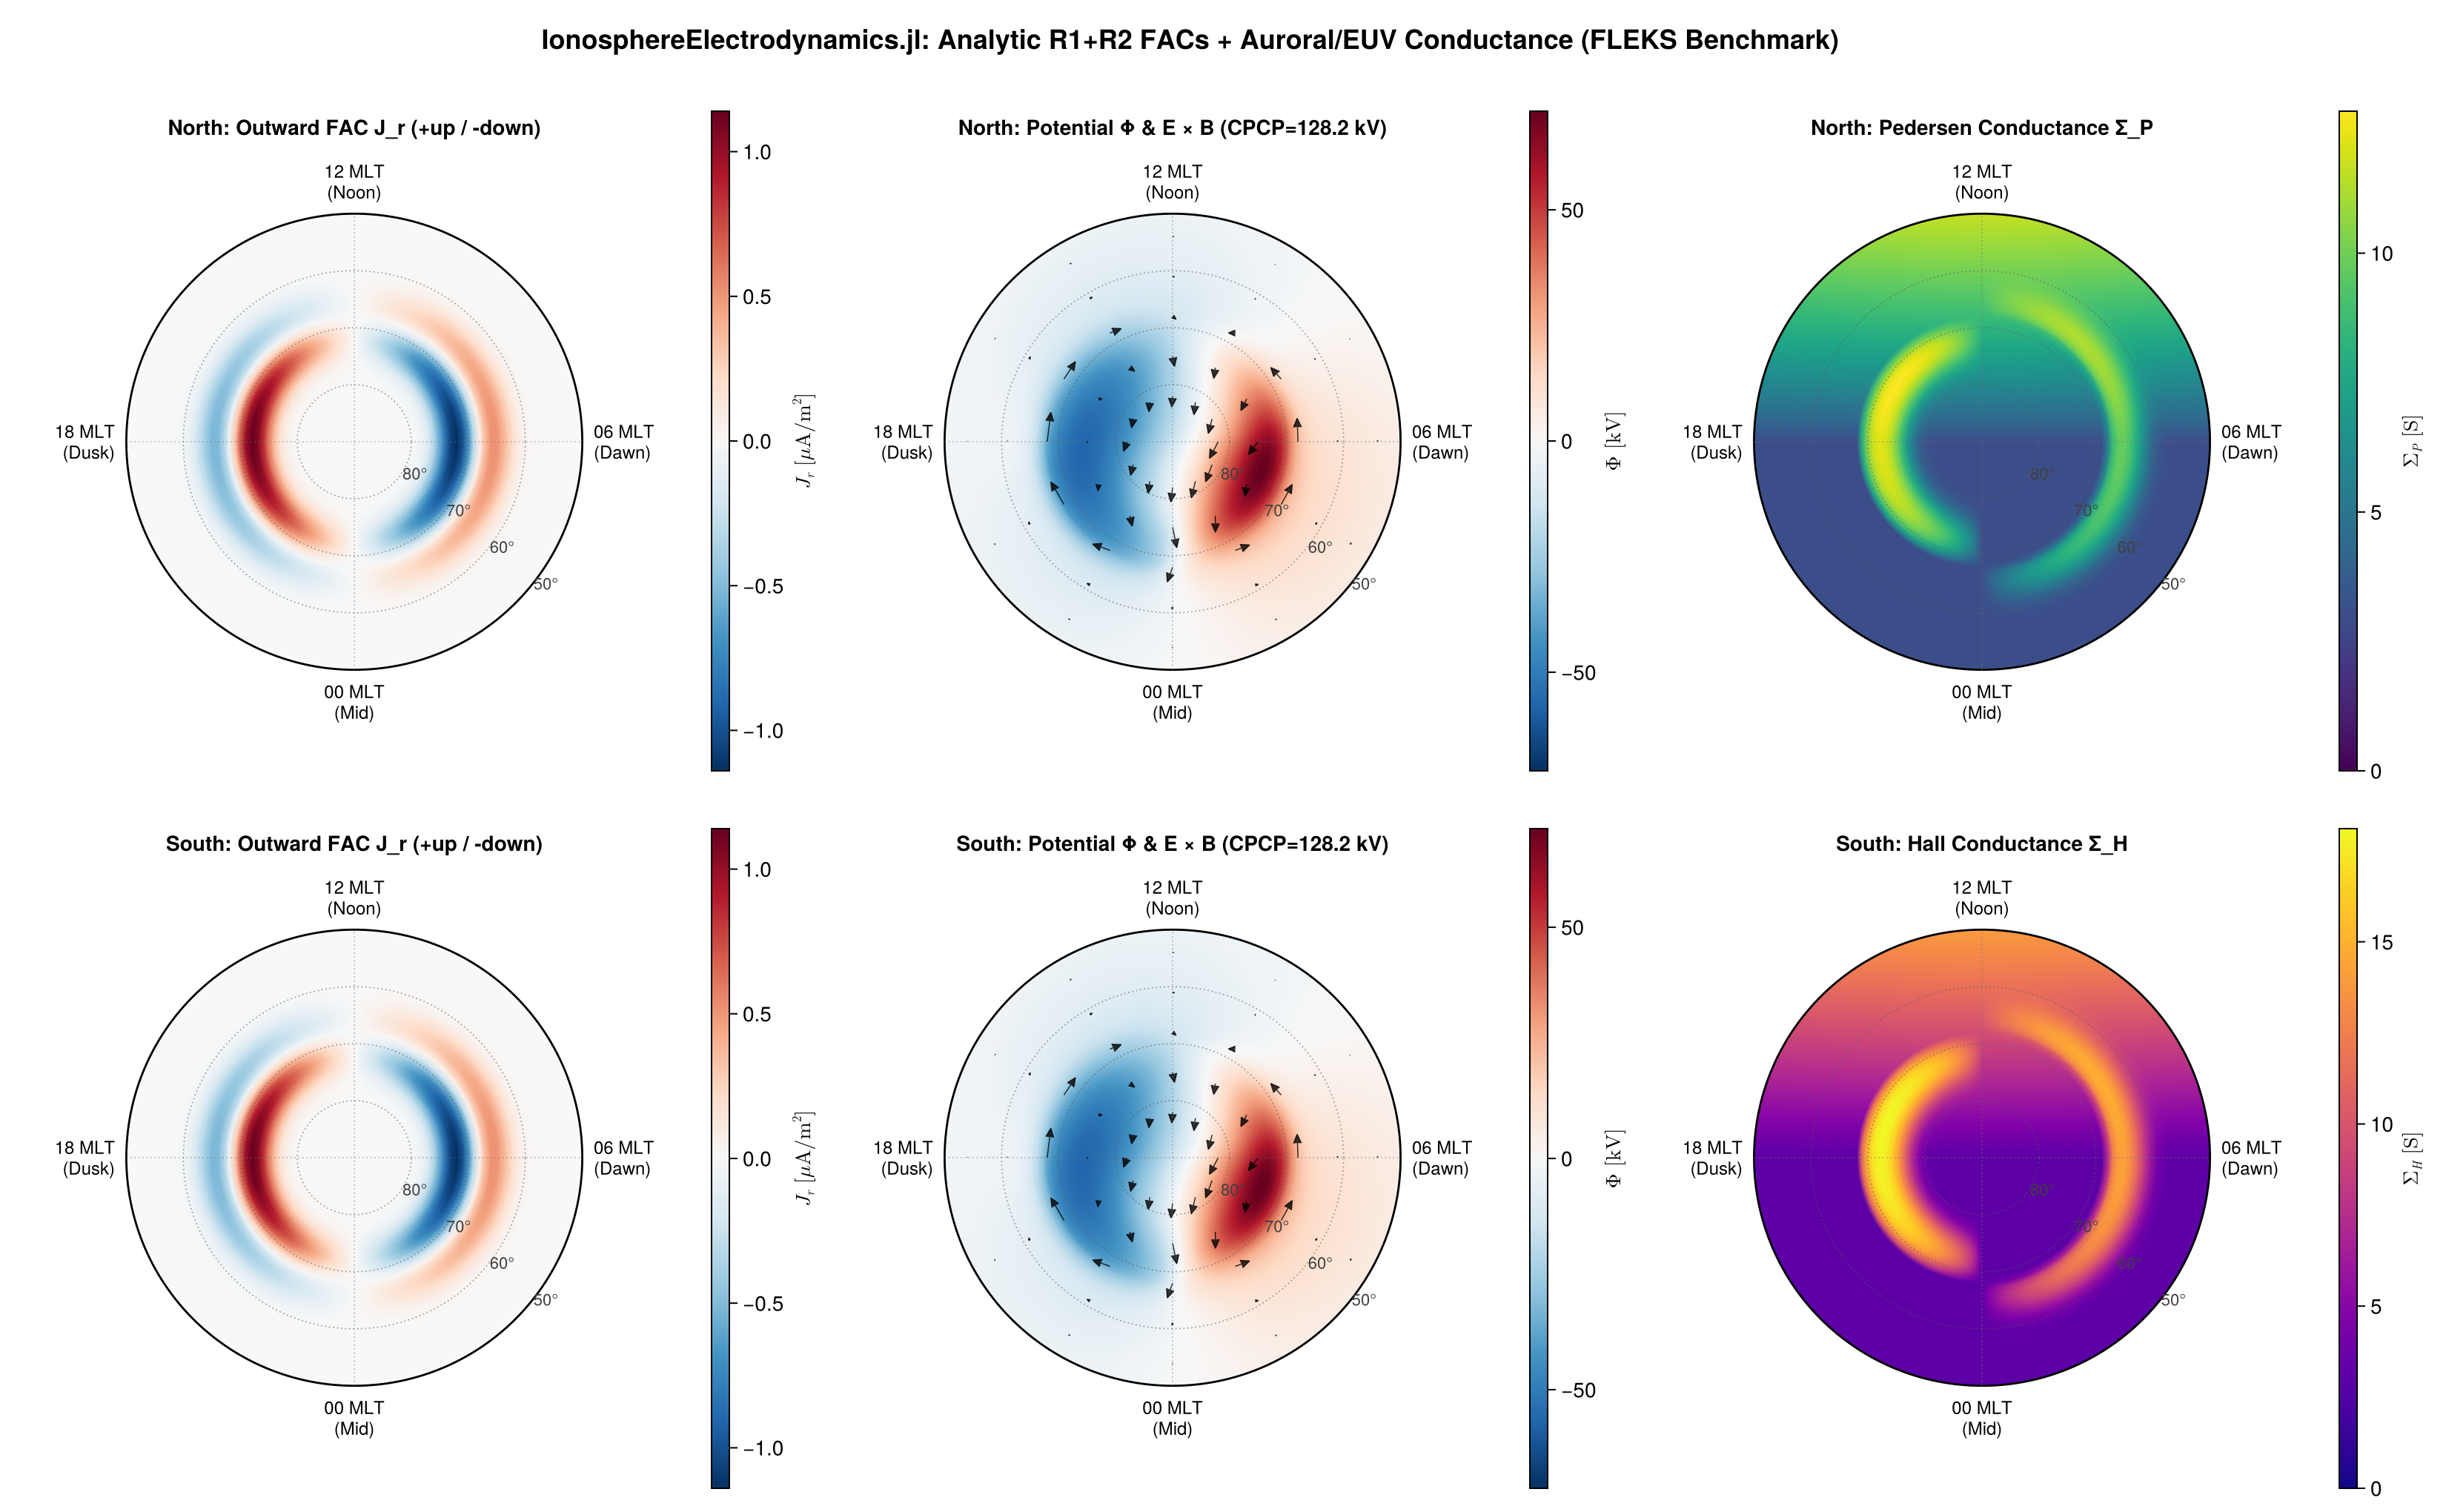 IonosphereElectrodynamics.jl: Analytic R1+R2 FACs + Auroral/EUV Conductance (FLEKS Benchmark)
North: Outward FAC J_r (+up / -down)
12 MLT
(Noon)
18 MLT
(Dusk)
06 MLT
(Dawn)
80°
70°
60°
50°
00 MLT
(Mid)
1.0
0.5
0.0
−0.5
−1.0
J_r [μA/m²]
North: Potential Φ & E × B (CPCP=128.2 kV)
12 MLT
(Noon)
18 MLT
(Dusk)
06 MLT
(Dawn)
80°
70°
60°
50°
00 MLT
(Mid)
50
0
−50
Φ [kV]
North: Pedersen Conductance Σ_P
12 MLT
(Noon)
18 MLT
(Dusk)
06 MLT
(Dawn)
80°
70°
60°
50°
00 MLT
(Mid)
10
5
0
Σ_P [S]
South: Outward FAC J_r (+up / -down)
12 MLT
(Noon)
18 MLT
(Dusk)
06 MLT
(Dawn)
80°
70°
60°
50°
00 MLT
(Mid)
1.0
0.5
0.0
−0.5
−1.0
J_r [μA/m²]
South: Potential Φ & E × B (CPCP=128.2 kV)
12 MLT
(Noon)
18 MLT
(Dusk)
06 MLT
(Dawn)
80°
70°
60°
50°
00 MLT
(Mid)
50
0
−50
Φ [kV]
South: Hall Conductance Σ_H
12 MLT
(Noon)
18 MLT
(Dusk)
06 MLT
(Dawn)
80°
70°
60°
50°
00 MLT
(Mid)
15
10
5
0
Σ_H [S]